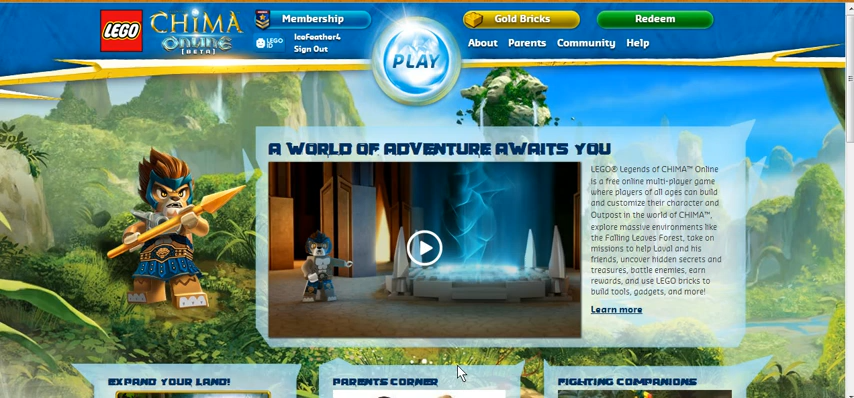 LEGO
CHIMA
ONLINE
[BETA]
Membership
LEGO
ID
IceFeather4
Sign Out
PLAY
Gold Bricks
Redeem
About Parents Community Help
A WORLD OF ADVENTURE AWAITS YOU
LEGO® Legends of CHIMA™ Online
is a free online multi-player game
where players of all ages can build
and customize their character and
Outpost in the world of CHIMA™,
explore massive environments like
the Falling Leaves Forest, take on
missions to help Laval and his
friends, uncover hidden secrets and
treasures, battle enemies, earn
rewards, and use LEGO bricks to
build tools, gadgets, and more!
Learn more
EXPAND YOUR LAND!
PARENTS CORNER
FIGHTING COMPANIONS